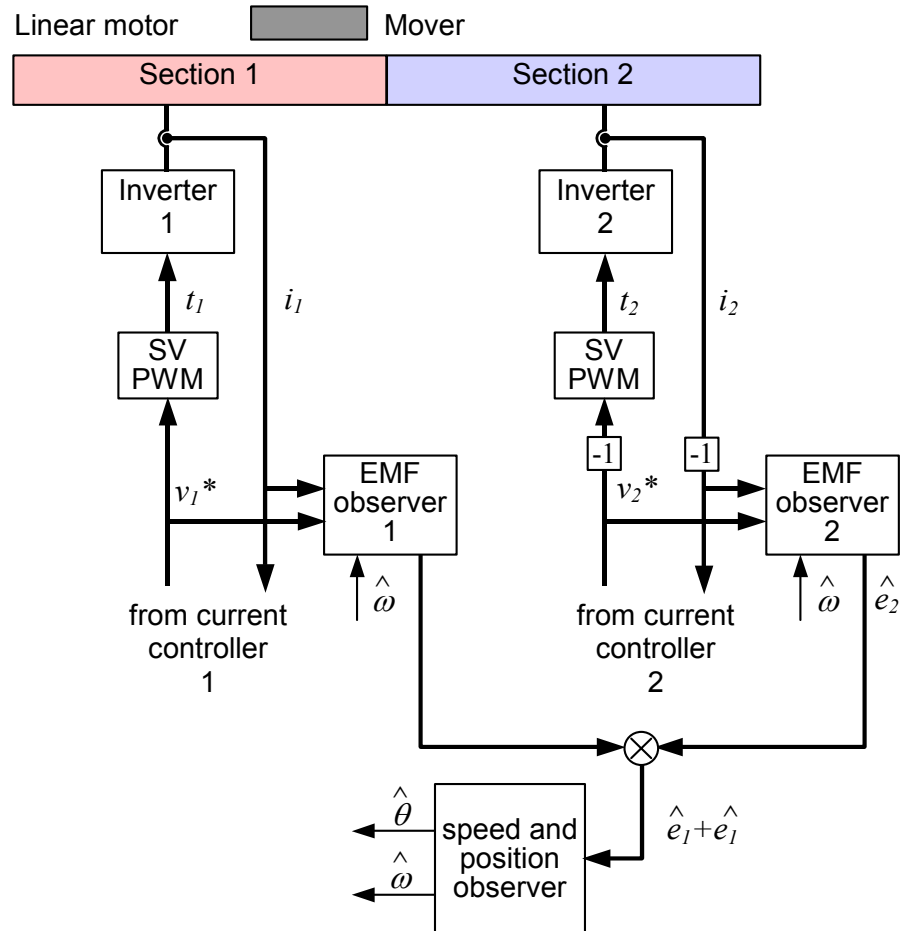 Linear motor
Mover
Section 1
Section 2
Inverter
1
Inverter
2
t₁
i₁
t₂
i₂
SV
PWM
SV
PWM
-1
-1
v₁*
EMF
observer
1
v₂*
EMF
observer
2
ω̂
ω̂
ê₂
from current
controller
1
from current
controller
2
θ̂
ω̂
speed and
position
observer
ê₁+ê₁